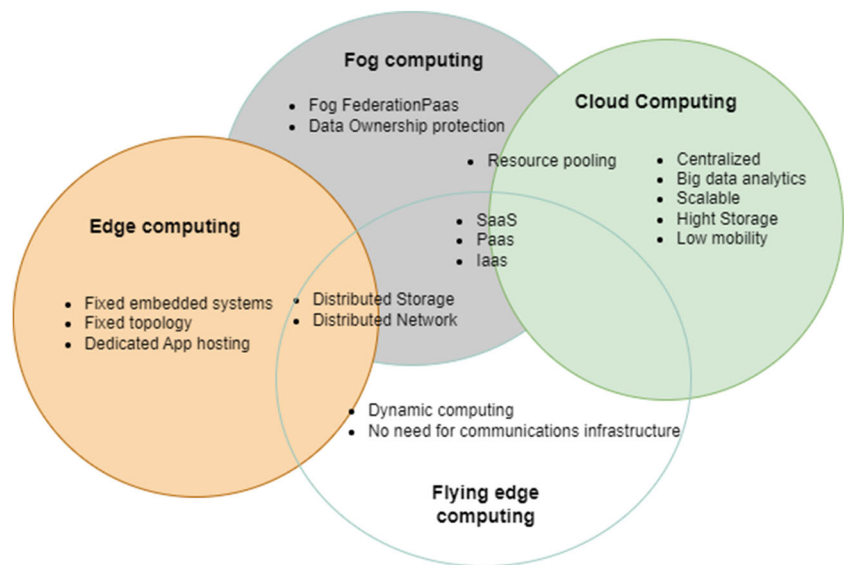 Fog computing
Fog FederationPaas
Data Ownership protection
Cloud Computing
Resource pooling
Centralized
Big data analytics
Scalable
Hight Storage
Low mobility
SaaS
Paas
Iaas
Edge computing
Fixed embedded systems
Fixed topology
Dedicated App hosting
Distributed Storage
Distributed Network
Dynamic computing
No need for communications infrastructure
Flying edge
computing